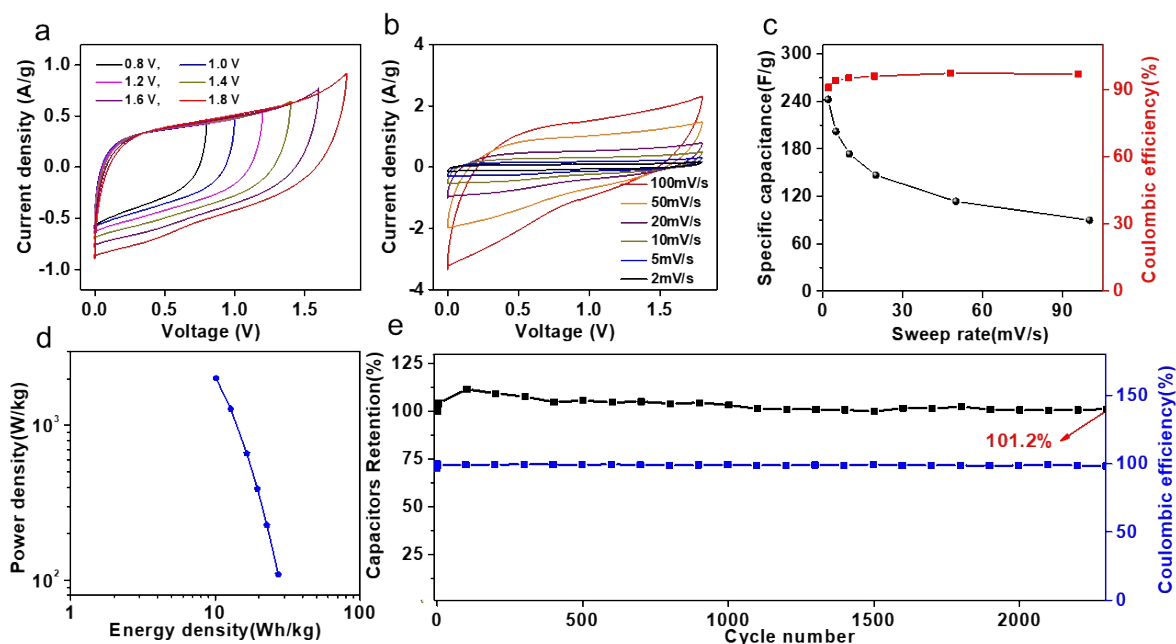 a
Current density (A/g)
1.0
0.5
0.0
-0.5
-1.0
0.8 V, 1.0 V
1.2 V, 1.4 V
1.6 V, 1.8 V
0.0 0.5 1.0 1.5
Voltage (V)
b
Current density (A/g)
4
2
0
-2
-4
100mV/s
50mV/s
20mV/s
10mV/s
5mV/s
2mV/s
0.0 0.5 1.0 1.5
Voltage (V)
c
Specific capacitance(F/g)
300
240
180
120
60
0
Coulombic efficiency(%)
120
90
60
30
0
0 30 60 90
Sweep rate(mV/s)
d
Power density(W/kg)
10³
10²
1 10 100
Energy density(Wh/kg)
e
Capacitors Retention(%)
125
100
75
50
25
101.2%
Coulombic efficiency(%)
150
100
50
0
0 500 1000 1500 2000
Cycle number